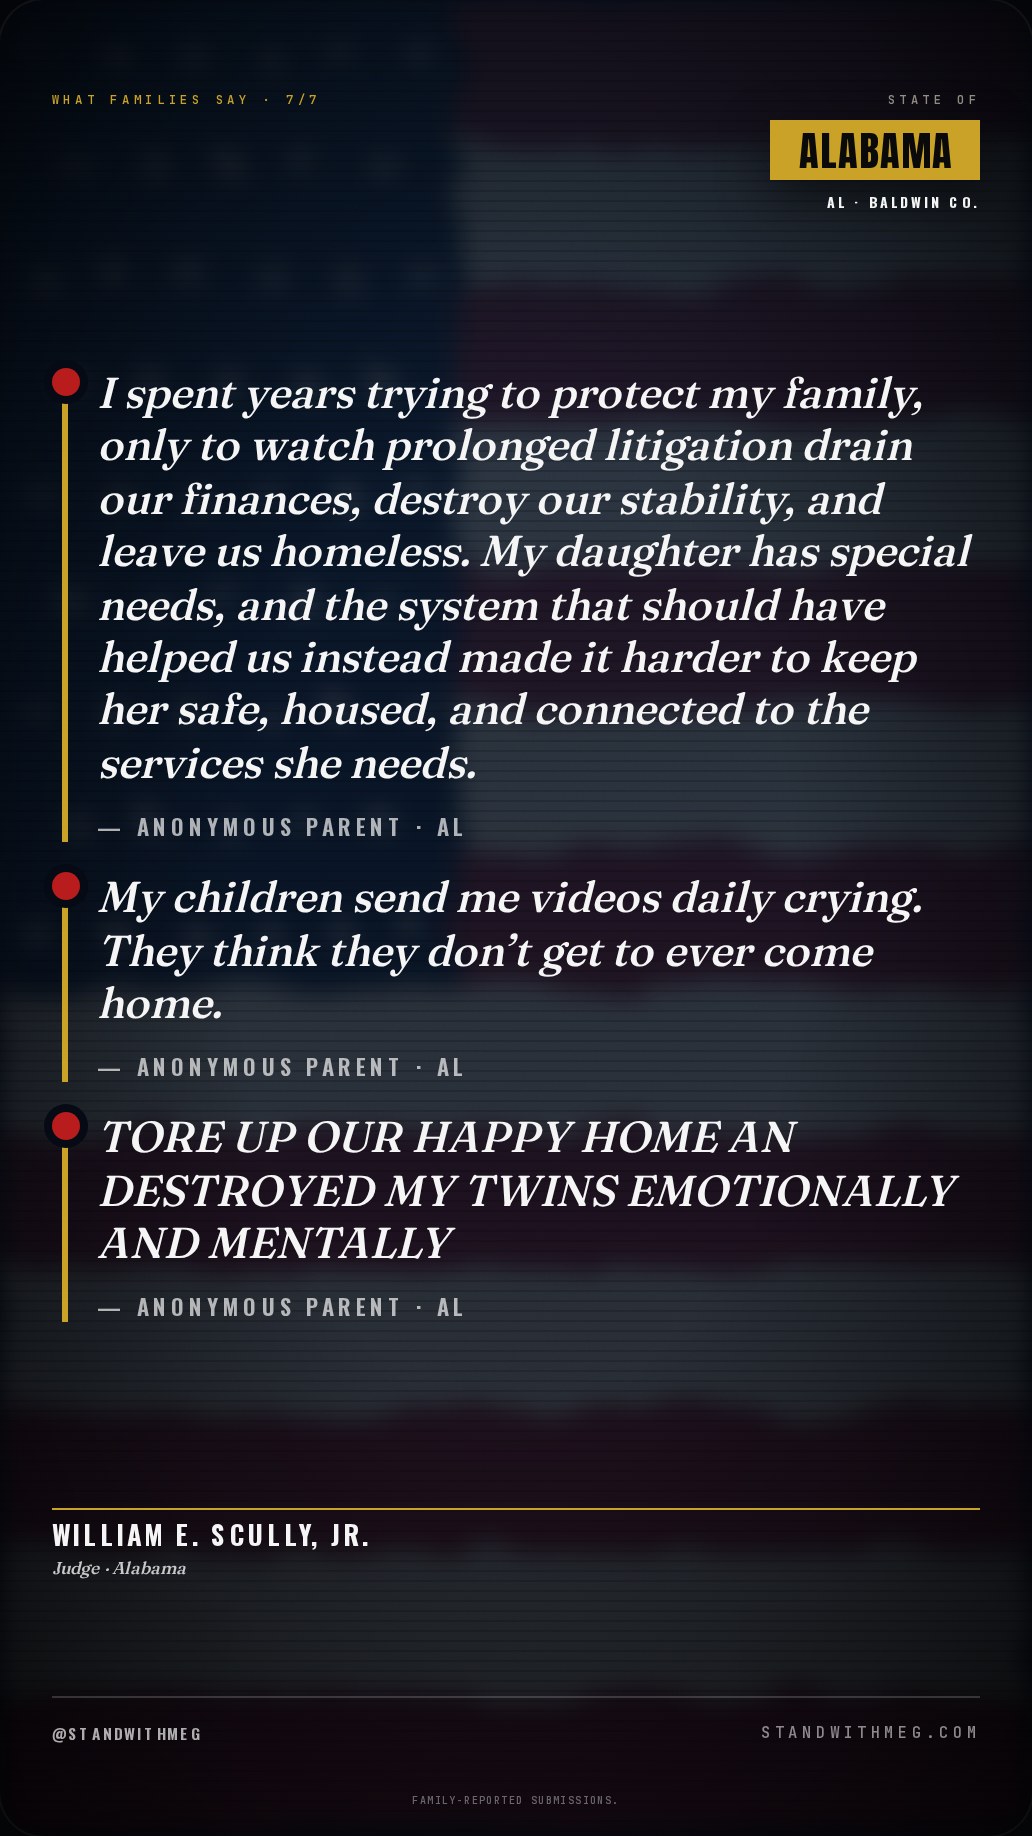 WHAT FAMILIES SAY · 7/7
STATE OF
ALABAMA
AL · BALDWIN CO.
I spent years trying to protect my family,
only to watch prolonged litigation drain
our finances, destroy our stability, and
leave us homeless. My daughter has special
needs, and the system that should have
helped us instead made it harder to keep
her safe, housed, and connected to the
services she needs.
— ANONYMOUS PARENT · AL
My children send me videos daily crying.
They think they don’t get to ever come
home.
— ANONYMOUS PARENT · AL
TORE UP OUR HAPPY HOME AN
DESTROYED MY TWINS EMOTIONALLY
AND MENTALLY
— ANONYMOUS PARENT · AL
WILLIAM E. SCULLY, JR.
Judge · Alabama
@STANDWITHMEG
STANDWITHMEG.COM
FAMILY-REPORTED SUBMISSIONS.